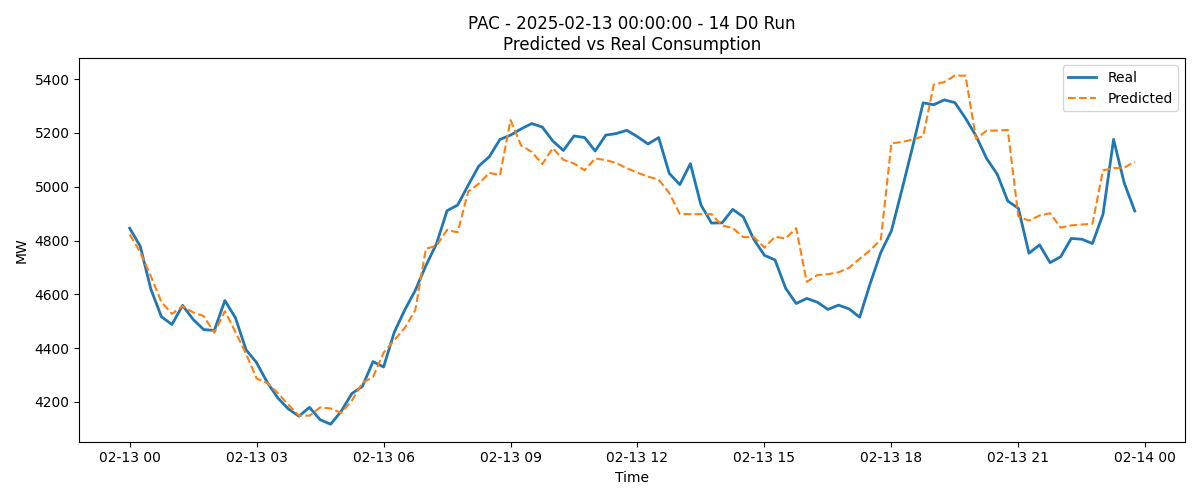 PAC - 2025-02-13 00:00:00 - 14 D0 Run
Predicted vs Real Consumption
Real
Predicted
5400
5200
5000
4800
4600
4400
4200
MW
02-13 00
02-13 03
02-13 06
02-13 09
02-13 12
02-13 15
02-13 18
02-13 21
02-14 00
Time